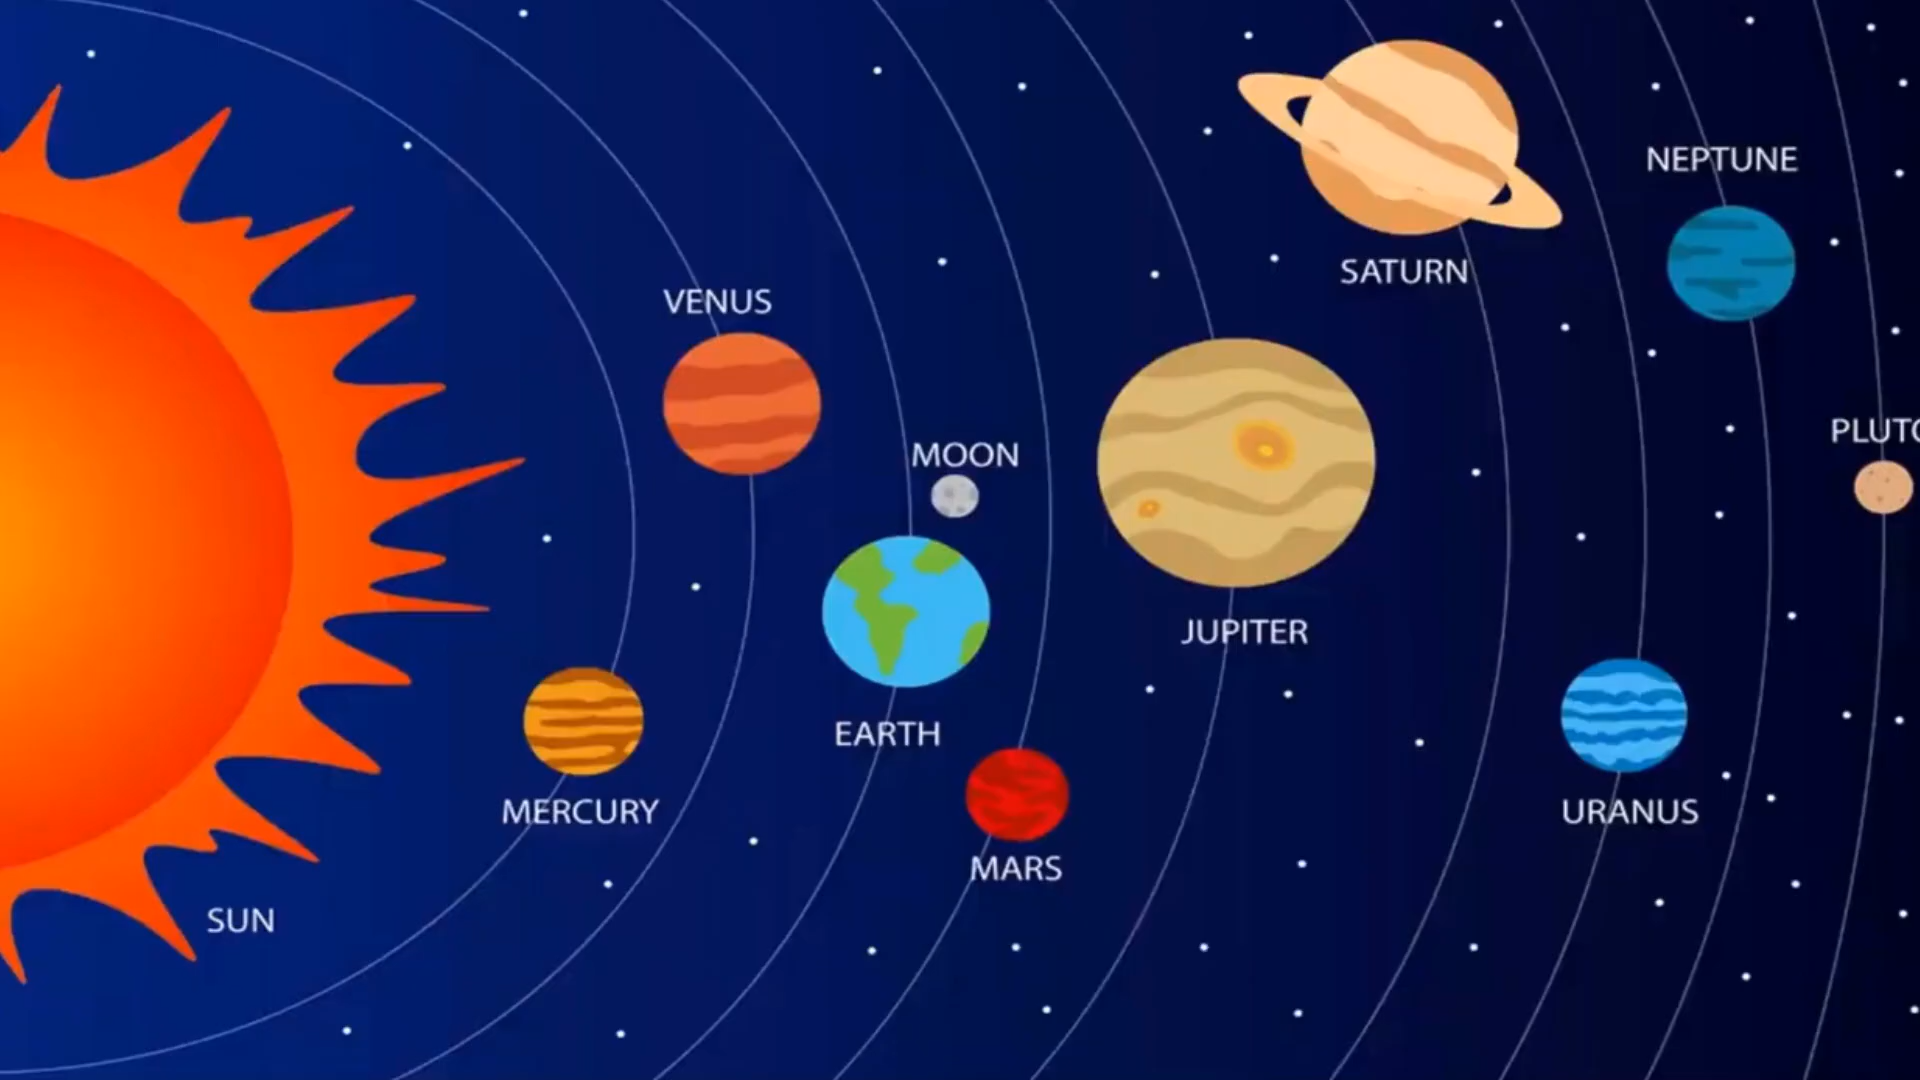 SUN
MERCURY
VENUS
EARTH
MOON
MARS
JUPITER
SATURN
URANUS
NEPTUNE
PLUTO